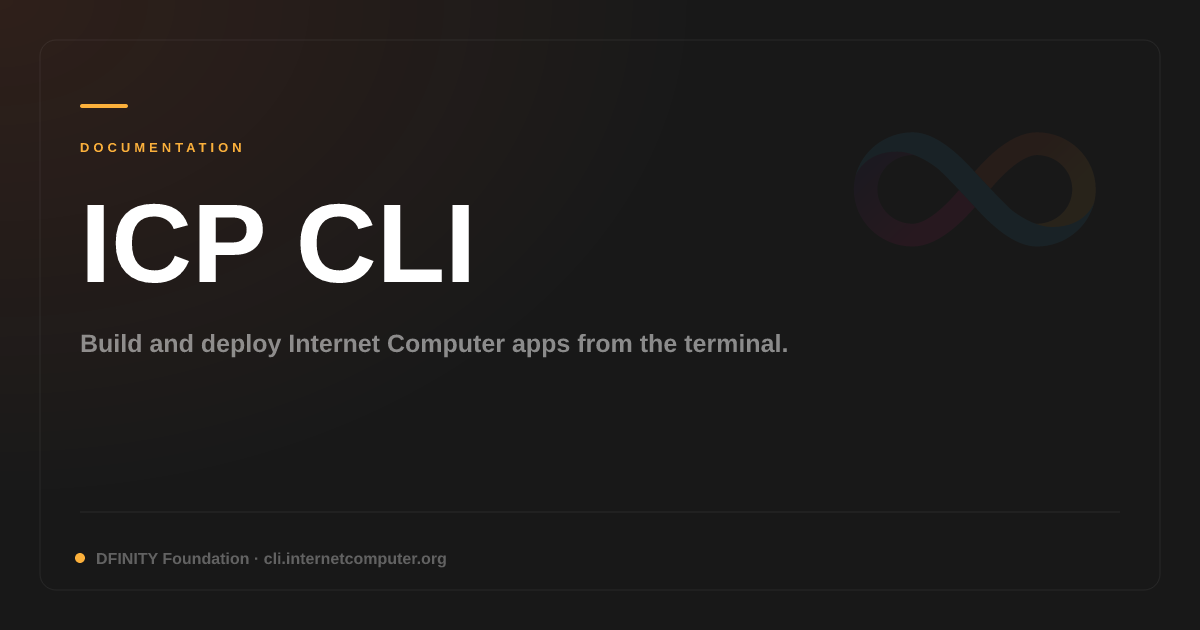 DOCUMENTATION
ICP CLI
Build and deploy Internet Computer apps from the terminal.
DFINITY Foundation · cli.internetcomputer.org